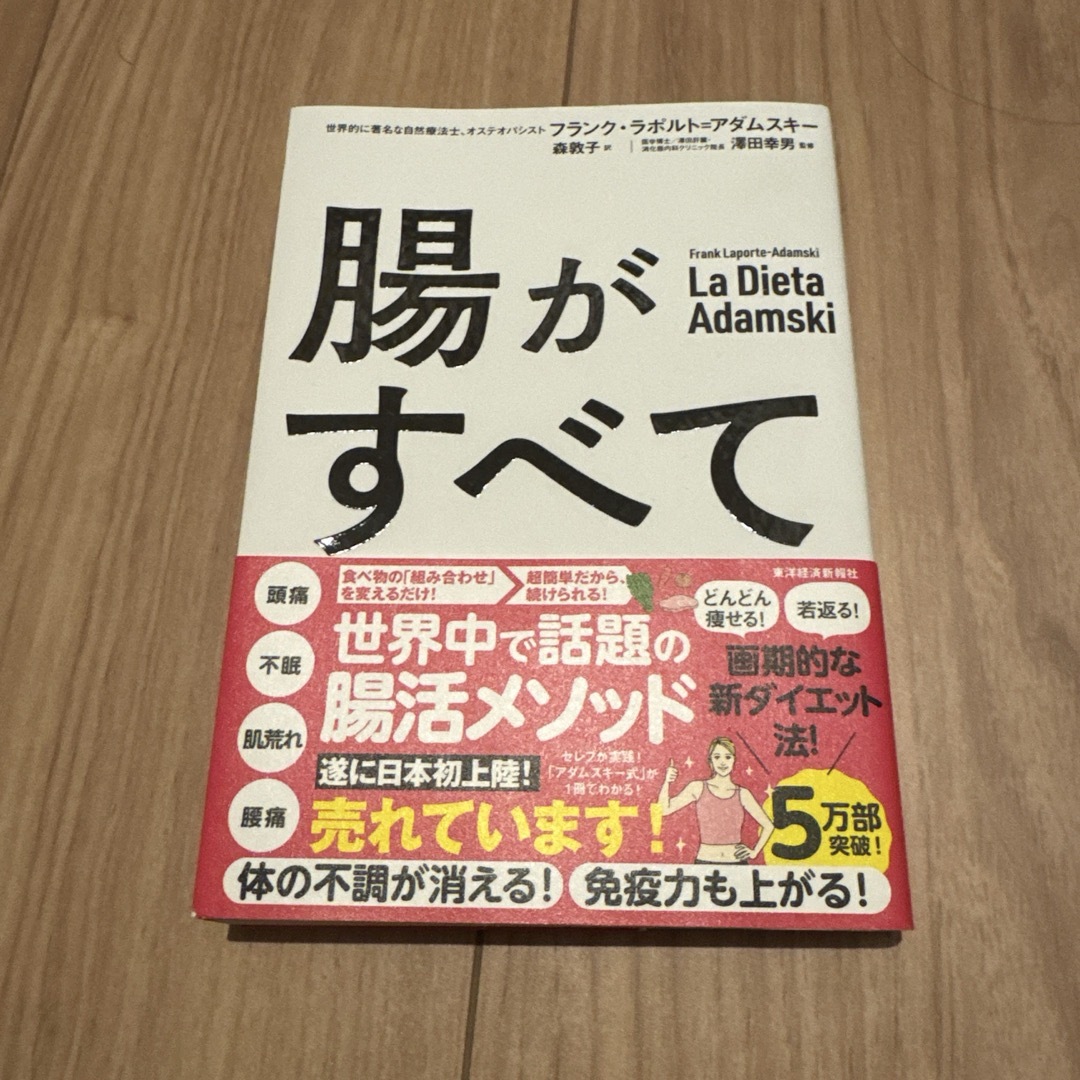 世界的に著名な自然療法士、オステオパシスト フランク・ラポルト=アダムスキー
森敦子 訳 | 医学博士／澤田肝臓・消化器内科クリニック院長 澤田幸男 監修
腸が
すべて
Frank Laporte-Adamski
La Dieta
Adamski
東洋経済新報社
頭痛
不眠
肌荒れ
腰痛
食べ物の「組み合わせ」
を変えるだけ!
超簡単だから、
続けられる!
世界中で話題の
腸活メソッド
どんどん
痩せる!
若返る!
画期的な
新ダイエット
法!
遂に日本初上陸!
セレブが実践!
「アダムスキー式」が
1冊でわかる!
売れています!
5万部
突破!
体の不調が消える!
免疫力も上がる!